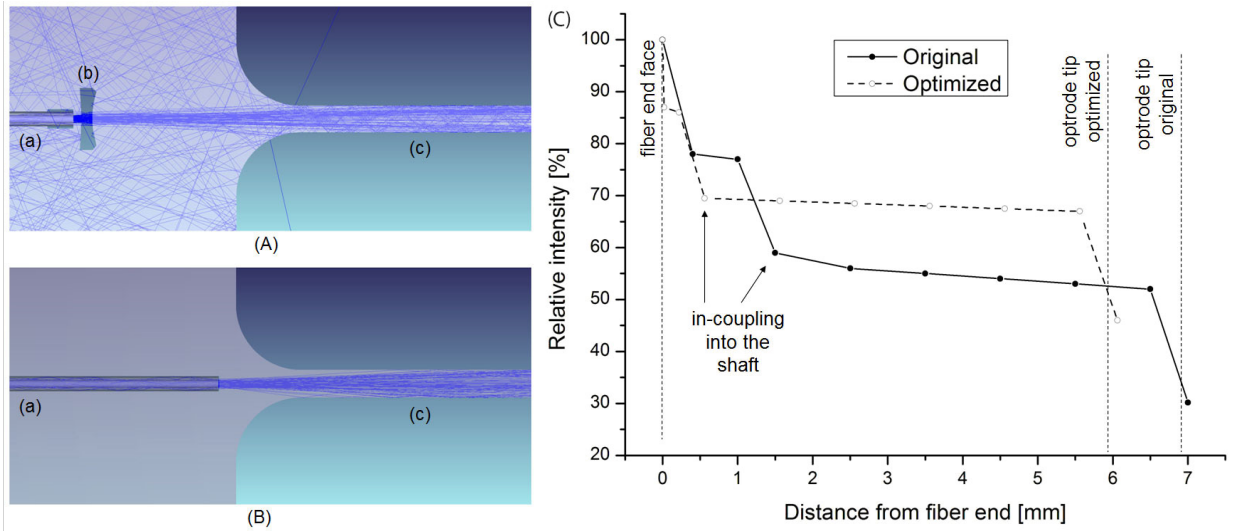 (b)
(a)
(c)
(A)
(a)
(c)
(B)
(C)
Original
Optimized
100
90
80
70
60
50
40
30
20
0
1
2
3
4
5
6
7
Relative intensity [%]
Distance from fiber end [mm]
fiber end face
optrode tip
optimized
optrode tip
original
in-coupling
into the
shaft